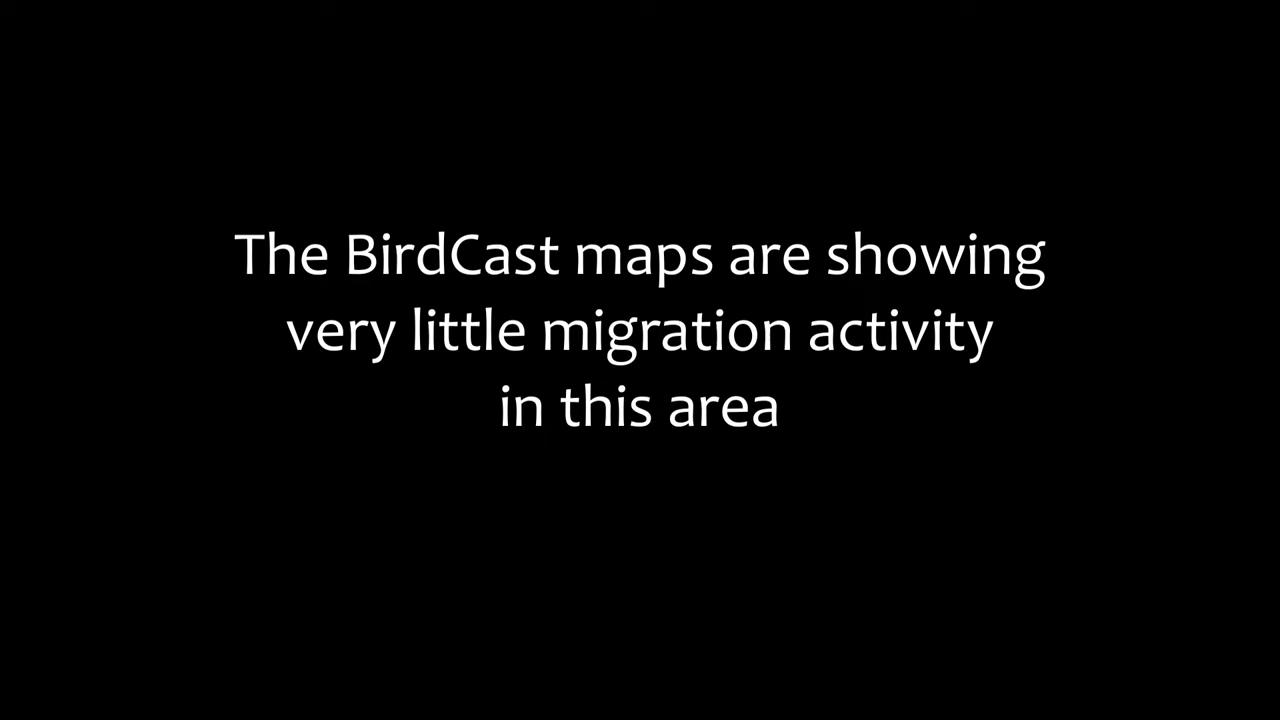 The BirdCast maps are showing
very little migration activity
in this area